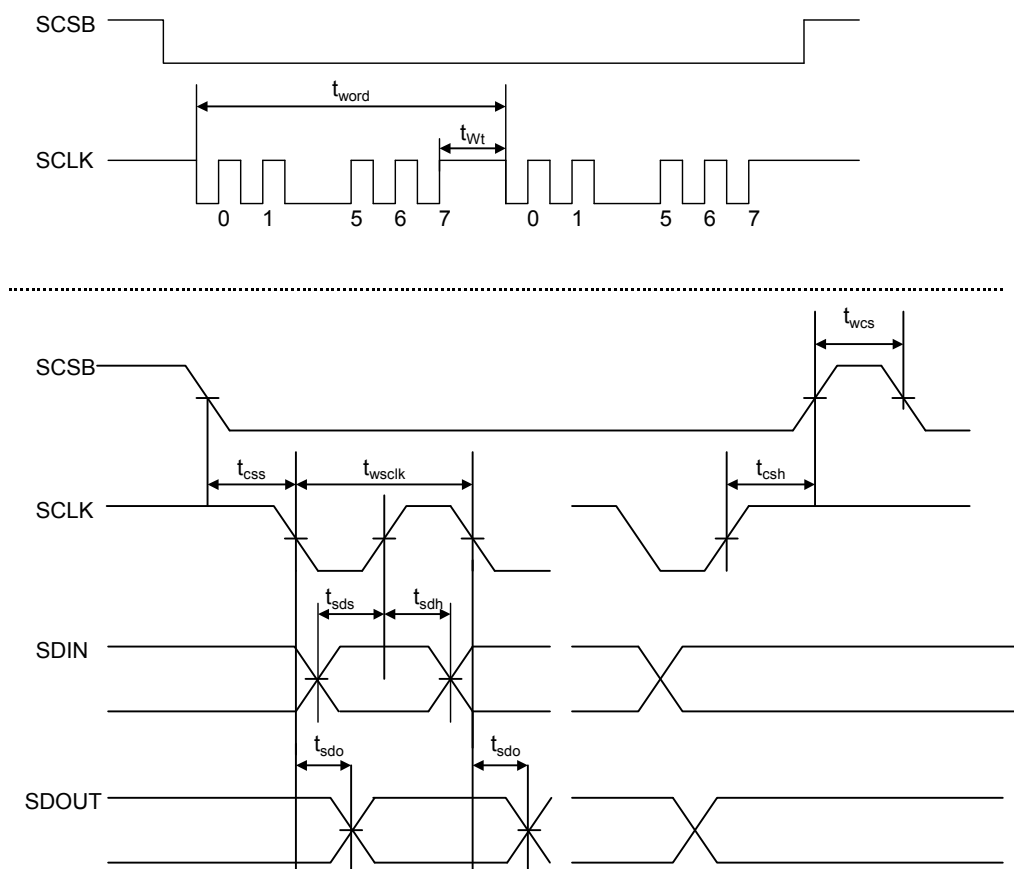 SCSB
t_word
t_Wt
SCLK
0 1 5 6 7 0 1 5 6 7
t_wcs
SCSB
t_css t_wsclk t_csh
SCLK
t_sds t_sdh
SDIN
t_sdo t_sdo
SDOUT